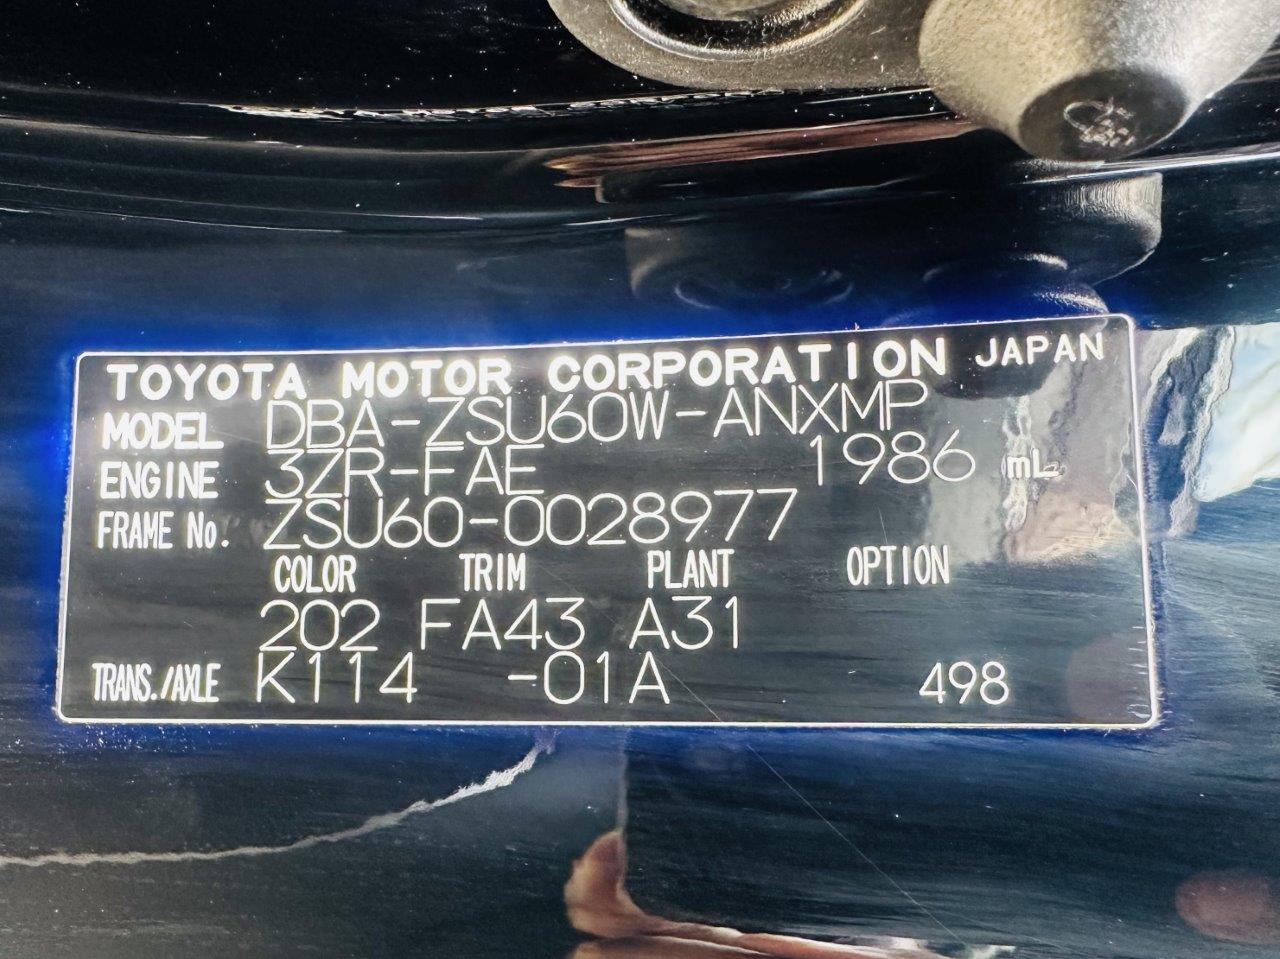 TOYOTA MOTOR CORPORATION JAPAN
MODEL DBA-ZSU60W-ANXMP
ENGINE 3ZR-FAE 1986 mL
FRAME No. ZSU60-0028977
COLOR TRIM PLANT OPTION
202 FA43 A31
TRANS./AXLE K114 -01A 498